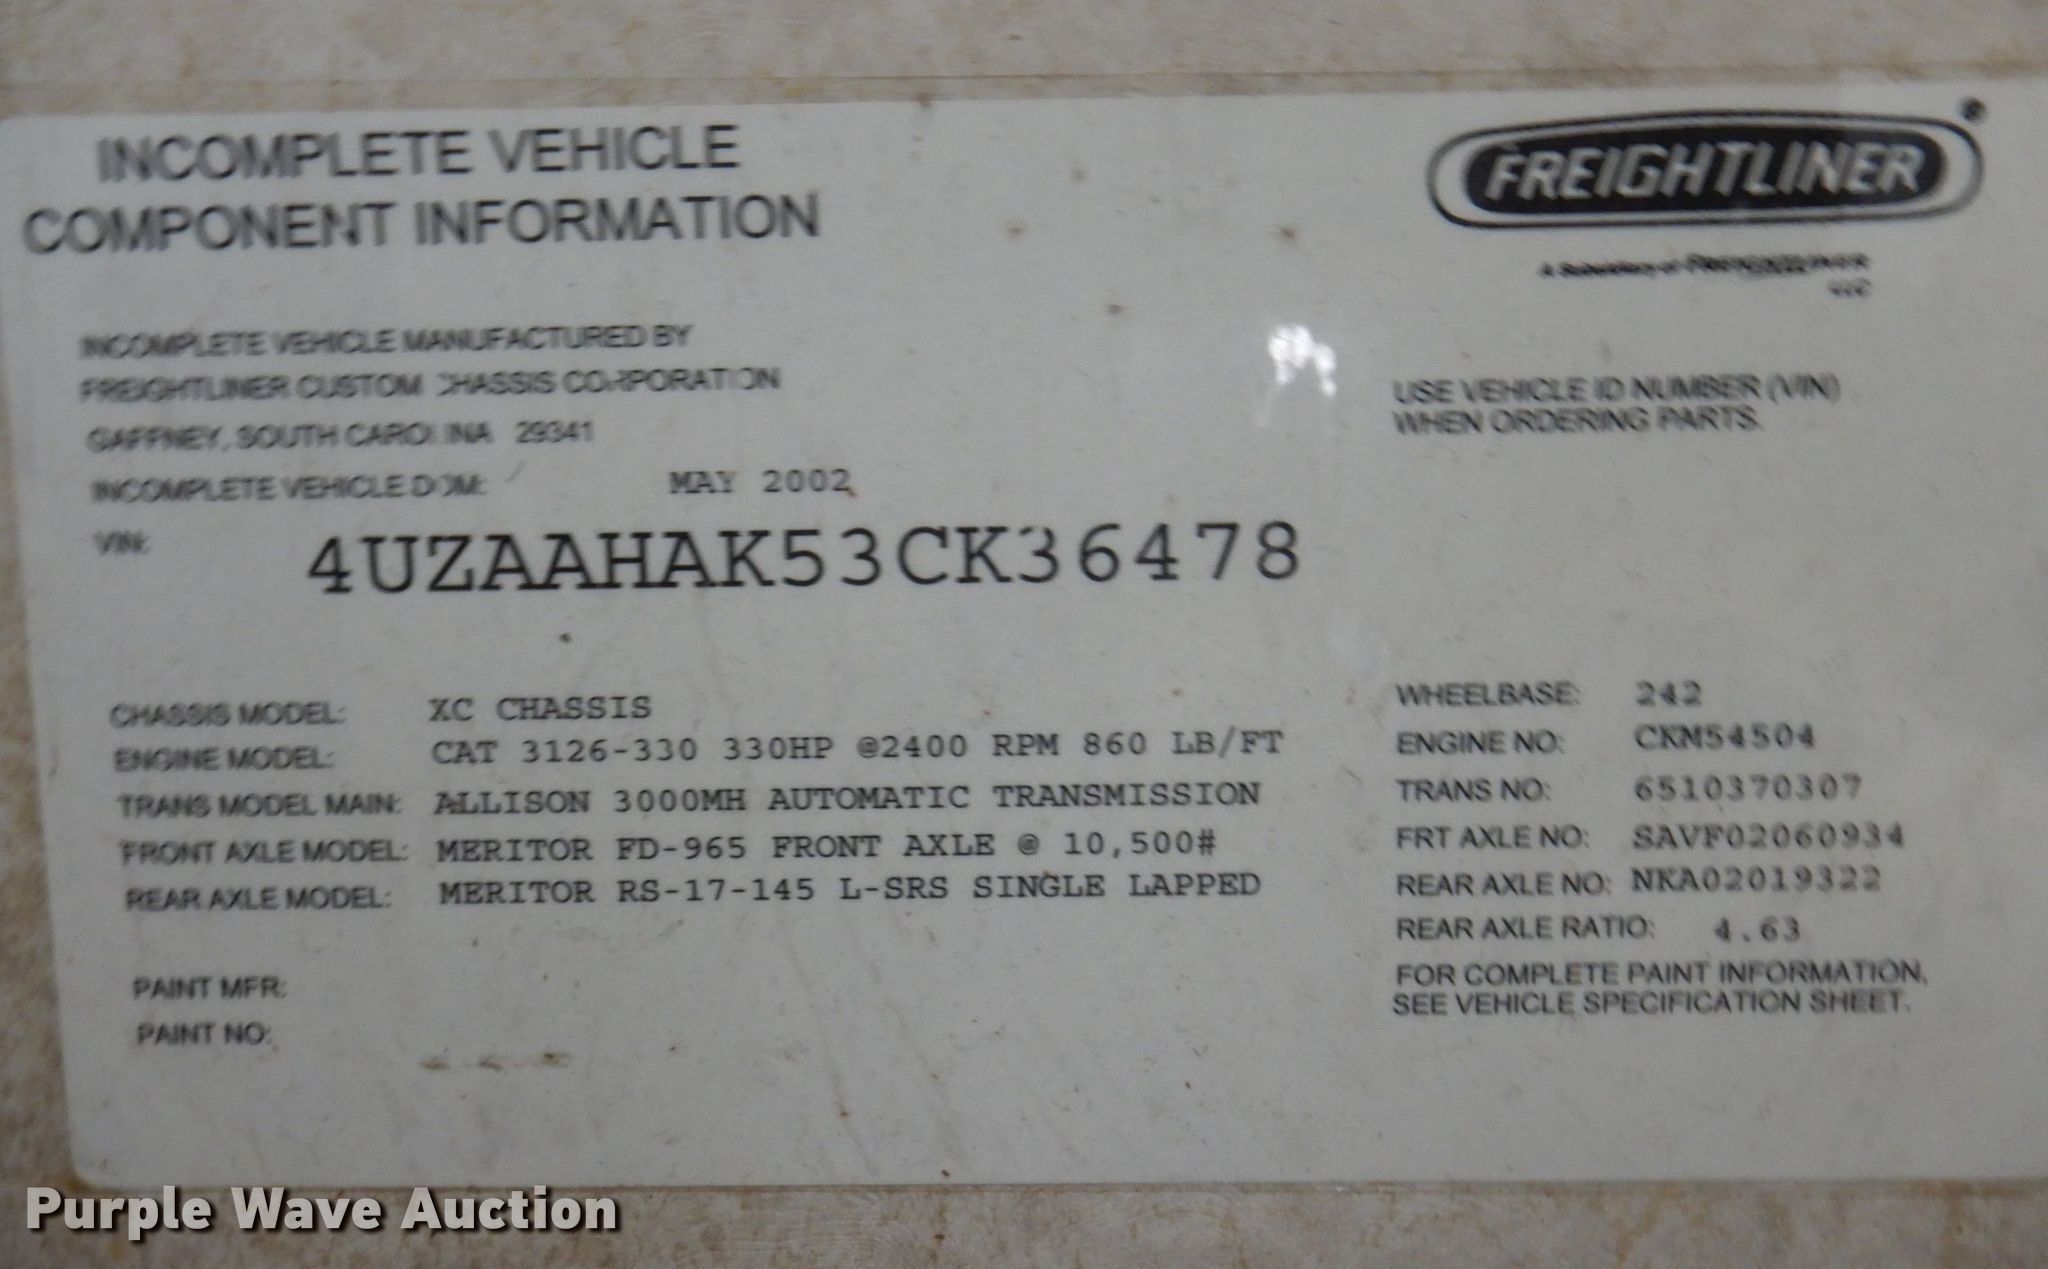 INCOMPLETE VEHICLE
COMPONENT INFORMATION
FREIGHTLINER®
A Subsidiary of FREIGHTLINER
LLC
INCOMPLETE VEHICLE MANUFACTURED BY
FREIGHTLINER CUSTOM CHASSIS CORPORATION
GAFFNEY, SOUTH CAROLINA 29341
INCOMPLETE VEHICLE DOM: MAY 2002
USE VEHICLE ID NUMBER (VIN)
WHEN ORDERING PARTS.
VIN: 4UZAAHAK53CK36478
CHASSIS MODEL: XC CHASSIS
ENGINE MODEL: CAT 3126-330 330HP @2400 RPM 860 LB/FT
TRANS MODEL MAIN: ALLISON 3000MH AUTOMATIC TRANSMISSION
FRONT AXLE MODEL: MERITOR FD-965 FRONT AXLE @ 10,500#
REAR AXLE MODEL: MERITOR RS-17-145 L-SRS SINGLE LAPPED
PAINT MFR:
PAINT NO:
WHEELBASE: 242
ENGINE NO: CKM54504
TRANS NO: 6510370307
FRT AXLE NO: SAVF02060934
REAR AXLE NO: NKA02019322
REAR AXLE RATIO: 4.63
FOR COMPLETE PAINT INFORMATION,
SEE VEHICLE SPECIFICATION SHEET.
Purple Wave Auction